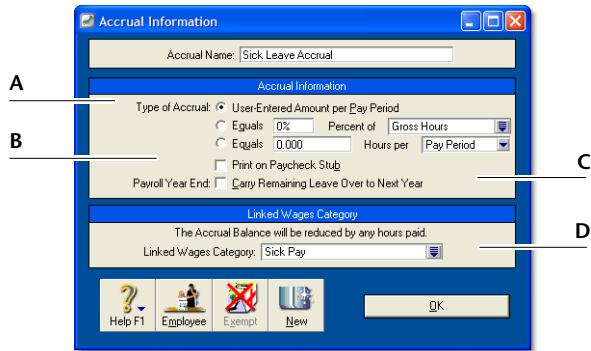 Accrual Information
Accrual Name: Sick Leave Accrual
A
Accrual Information
Type of Accrual: User-Entered Amount per Pay Period
Equals 0% Percent of Gross Hours
B
Equals 0.000 Hours per Pay Period
Print on Paycheck Stub
C
Payroll Year End: Carry Remaining Leave Over to Next Year
Linked Wages Category
The Accrual Balance will be reduced by any hours paid.
D
Linked Wages Category: Sick Pay
Help F1 Employee Exempt New OK